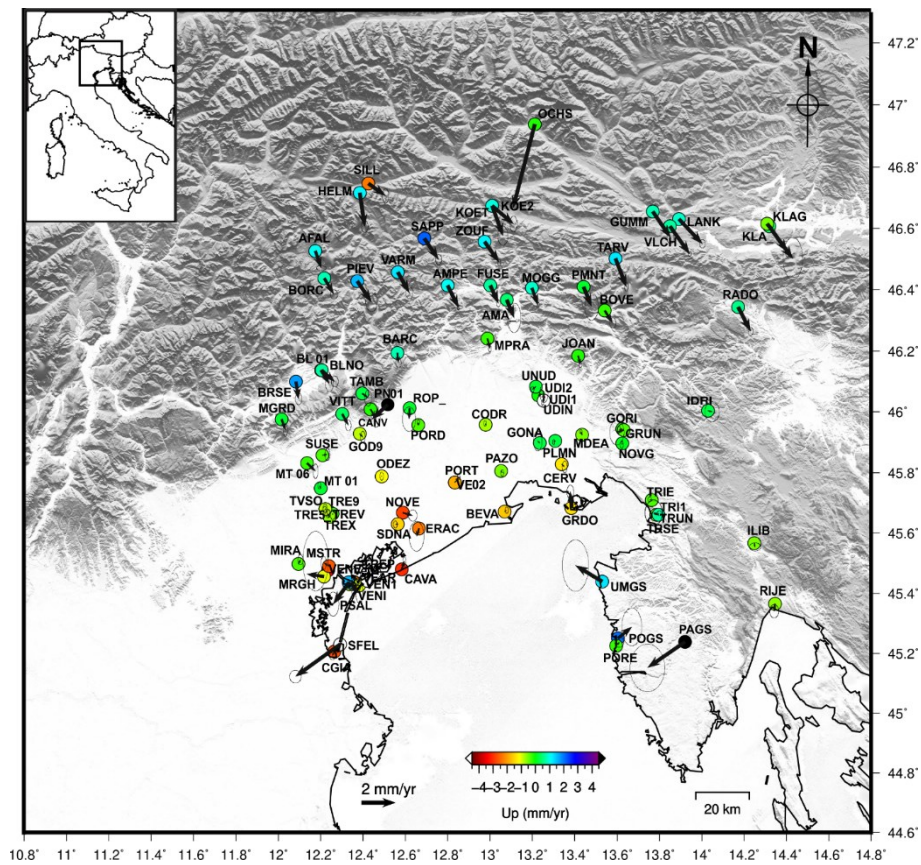 N
47.2˚
47˚
46.8˚
46.6˚
46.4˚
46.2˚
46˚
45.8˚
45.6˚
45.4˚
45.2˚
45˚
44.8˚
44.6˚
OCHS
SILL
HELM
KOE2
KOET
GUMM
LANK
KLAG
SAPP
ZOUF
VLCH
KLA
AFAL
TARV
PIEV
VARM
AMPE
FUSE
MOGG
PMNT
BORC
BOVE
RADO
AMA
MPRA
JOAN
BARC
BL 01
BLNO
BRSE
TAMB
PN01
UNUD
UDI2
UDI1
UDIN
IDRI
MGRD
VITT
ROP_
CANV
PORD
CODR
GORI
GRUN
GOD9
GONA
MDEA
NOVG
SUSE
PLMN
MT 06
ODEZ
PORT
PAZO
CERV
MT 01
VE02
TVSO
TRE9
NOVE
TRIE
TREV
TRI1
TREX
BEVA
TRUN
SDNA
ERAC
GRDO
TRSE
ILIB
MIRA
MSTR
MRGH
CAVA
VEN1
VENI
UMGS
PSAL
RIJE
POGS
PAGS
SFEL
PORE
CGIA
2 mm/yr
−4
−3
−2
−1
0
1
2
3
4
Up (mm/yr)
20 km
10.8
11˚
11.2
11.4
11.6
11.8
12˚
12.2
12.4
12.6
12.8
13˚
13.2
13.4
13.6
13.8
14˚
14.2
14.4
14.6
14.8